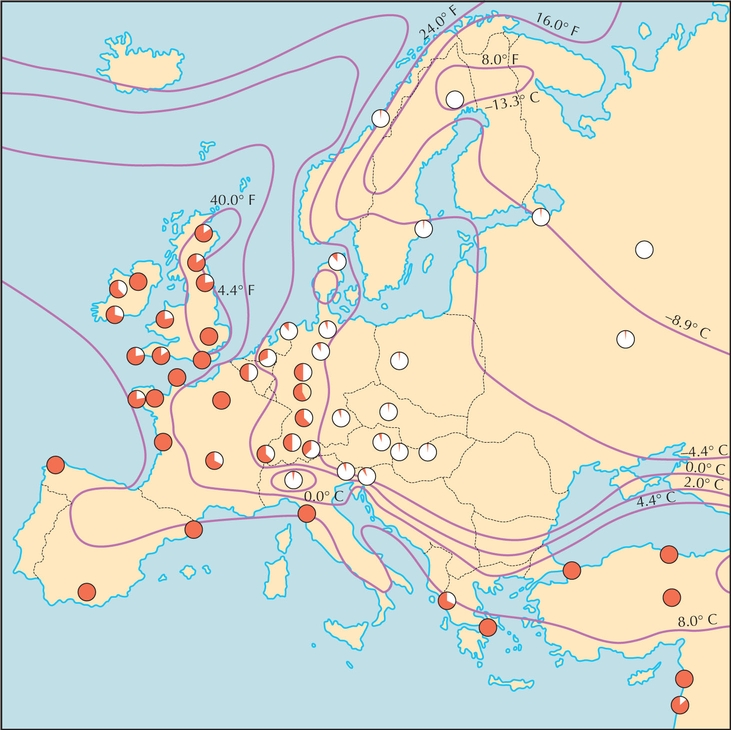 24.0° F
16.0° F
8.0° F
–13.3° C
40.0° F
4.4° F
–8.9° C
–4.4° C
0.0° C
2.0° C
4.4° C
0.0° C
8.0° C